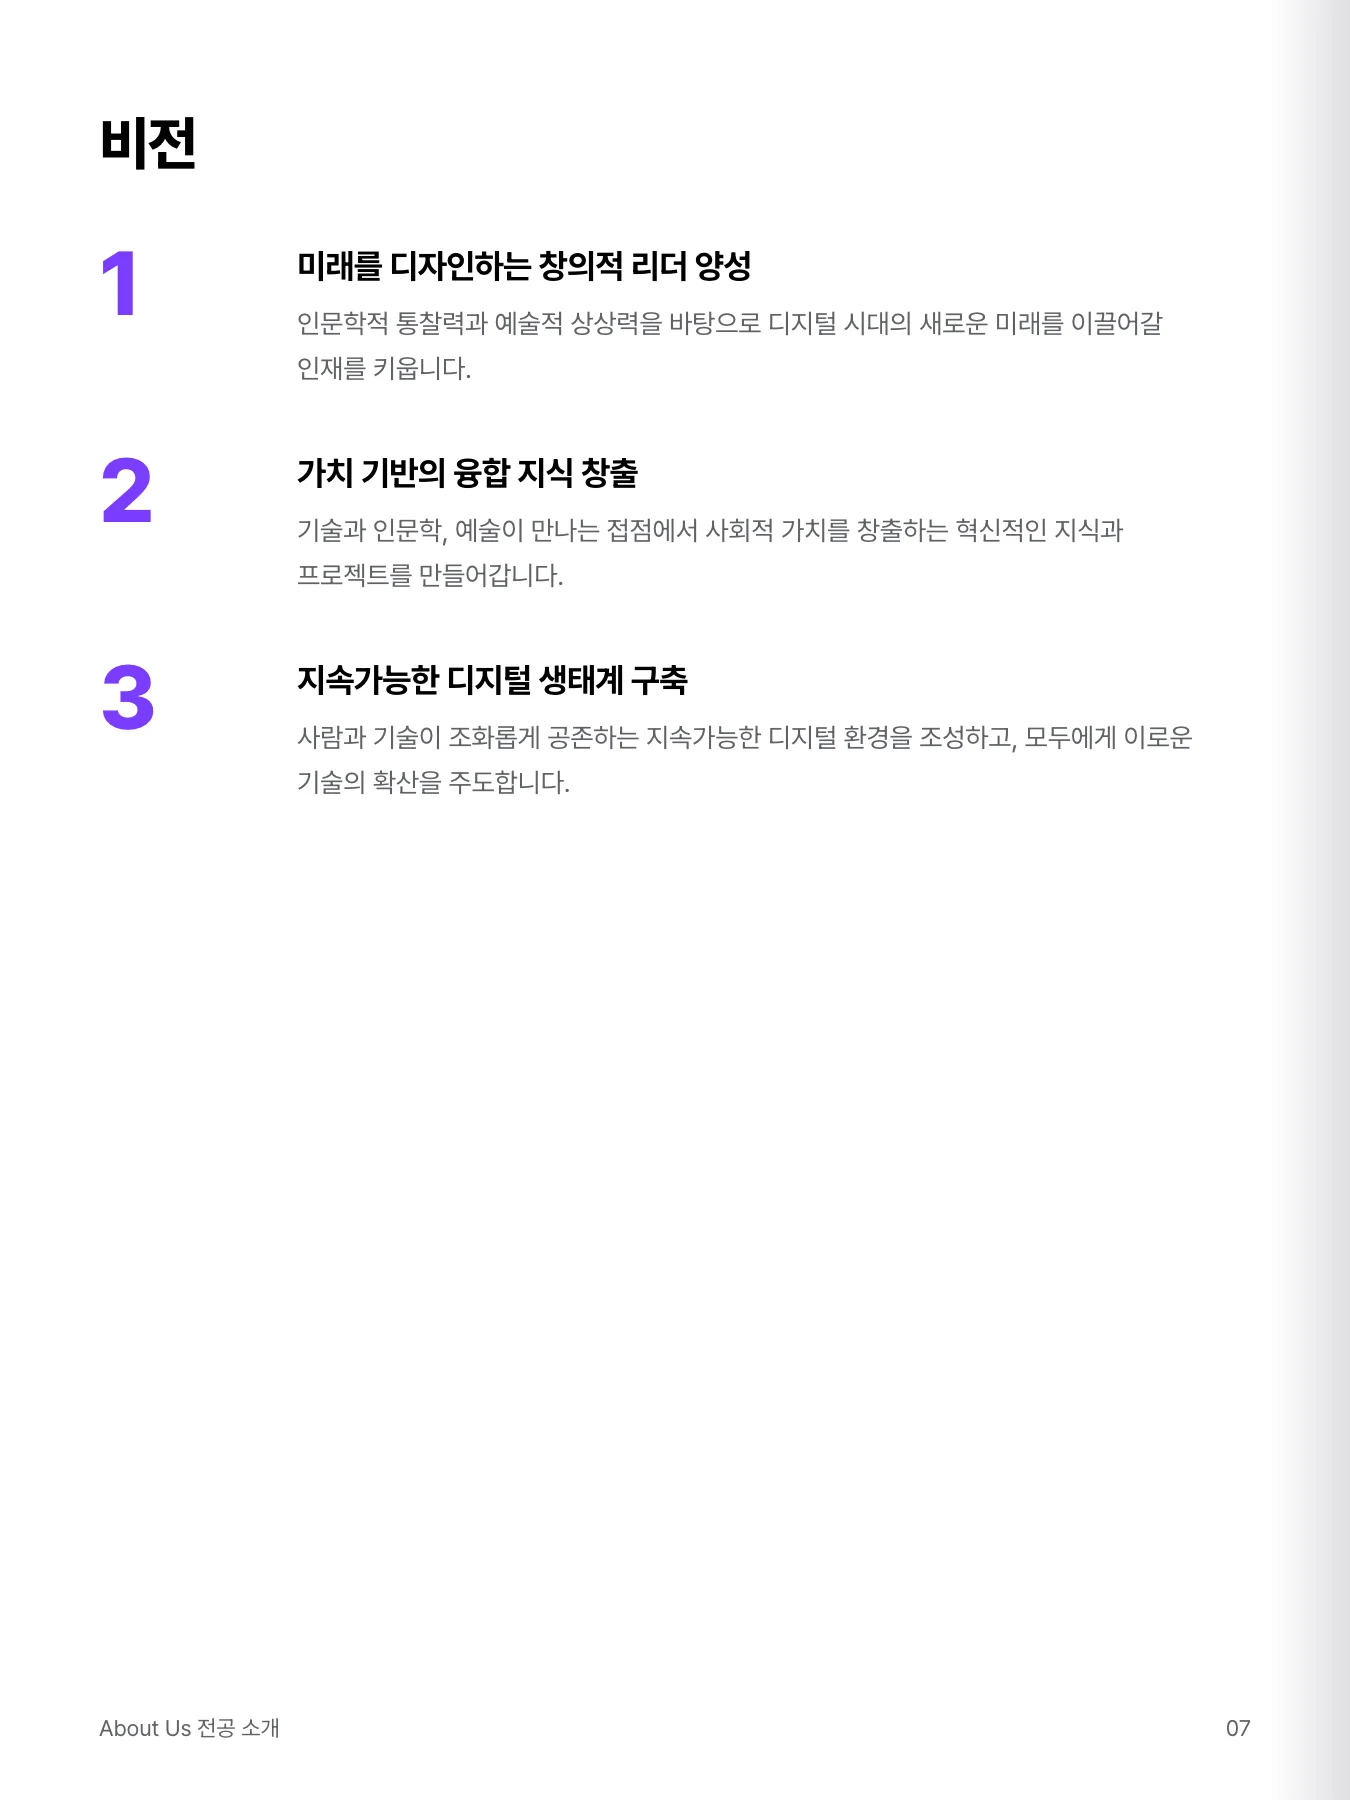 비전
1
미래를 디자인하는 창의적 리더 양성
인문학적 통찰력과 예술적 상상력을 바탕으로 디지털 시대의 새로운 미래를 이끌어갈
인재를 키웁니다.
2
가치 기반의 융합 지식 창출
기술과 인문학, 예술이 만나는 접점에서 사회적 가치를 창출하는 혁신적인 지식과
프로젝트를 만들어갑니다.
3
지속가능한 디지털 생태계 구축
사람과 기술이 조화롭게 공존하는 지속가능한 디지털 환경을 조성하고, 모두에게 이로운
기술의 확산을 주도합니다.
About Us 전공 소개
07